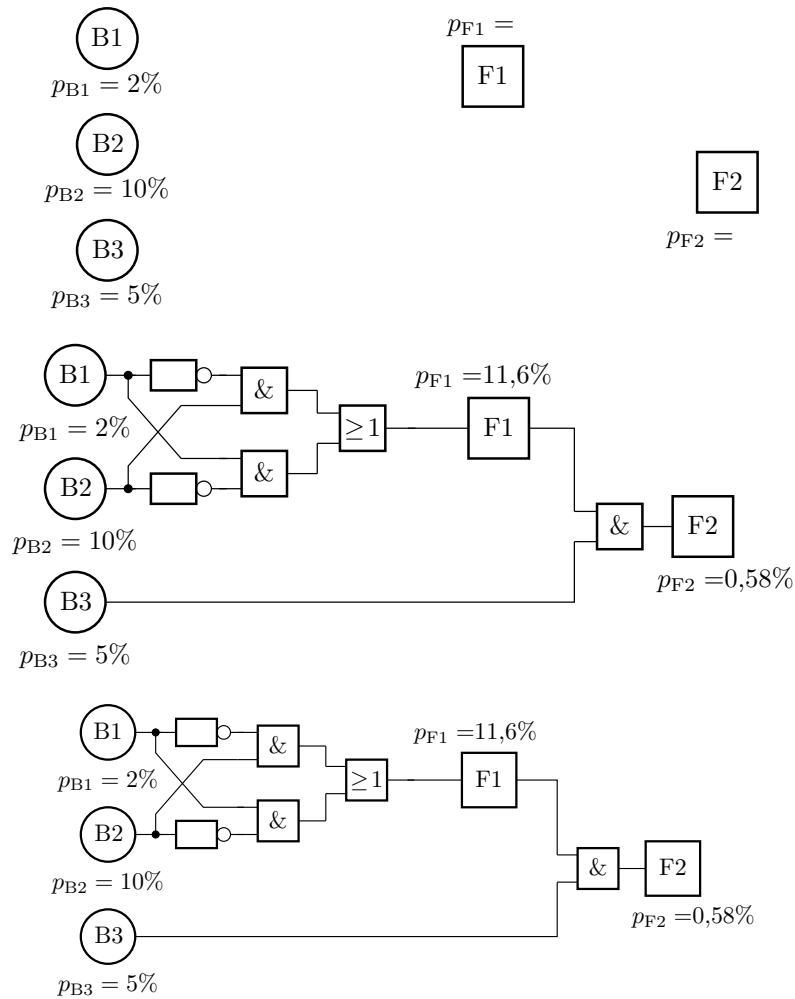 B1
p_F1 =
p_B1 = 2%
F1
B2
p_B2 = 10%
F2
B3
p_F2 =
p_B3 = 5%
B1
&
p_F1 =11,6%
p_B1 = 2%
≥1
F1
B2
&
p_B2 = 10%
&
F2
B3
p_F2 =0,58%
p_B3 = 5%
B1
&
p_F1 =11,6%
p_B1 = 2%
≥1
F1
B2
&
p_B2 = 10%
&
F2
B3
p_F2 =0,58%
p_B3 = 5%